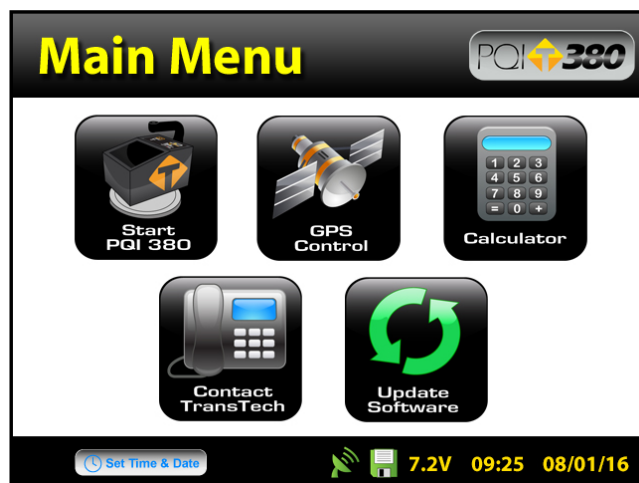 Main Menu
PQI T 380
T
Start
PQI 380
GPS
Control
1 2 3
4 5 6
7 8 9
= 0 +
Calculator
Contact
TransTech
Update
Software
Set Time & Date
7.2V 09:25 08/01/16